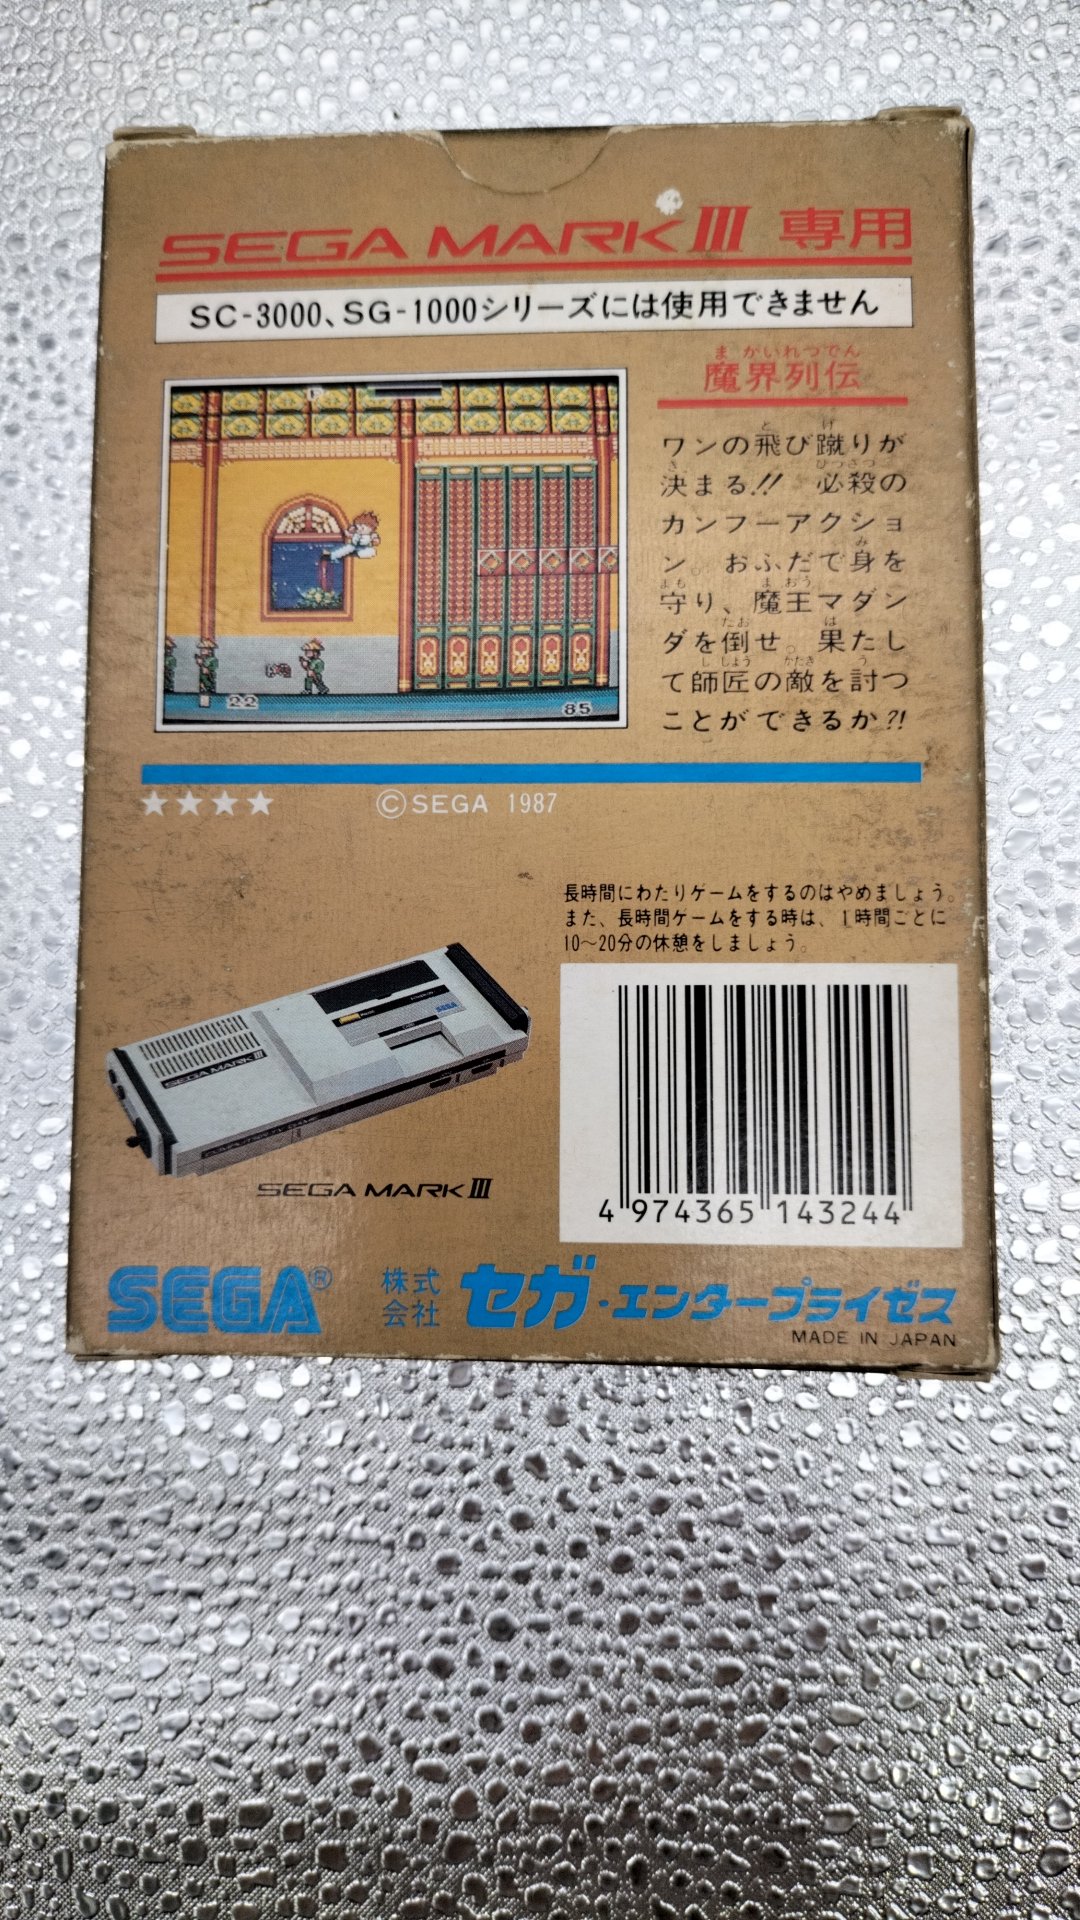 SEGA MARK III 専用
SC-3000、SG-1000シリーズには使用できません
まかいれつでん
魔界列伝
と げ
ワンの飛び蹴りが
き ひっさつ
決まる!! 必殺の
カンフーアクショ
み
ン。おふだで身を
まも まおう
守り、魔王マダン
たお は
ダを倒せ。果たし
ししょう かたき う
て師匠の敵を討つ
ことができるか?!
22
85
★★★★
©SEGA 1987
長時間にわたりゲームをするのはやめましょう。
また、長時間ゲームをする時は、1時間ごとに
10〜20分の休憩をしましょう。
SEGA
SEGA MARK III
SEGA MARK III
4 974365 143244
SEGA®
株式会社 セガ・エンタープライゼス
MADE IN JAPAN